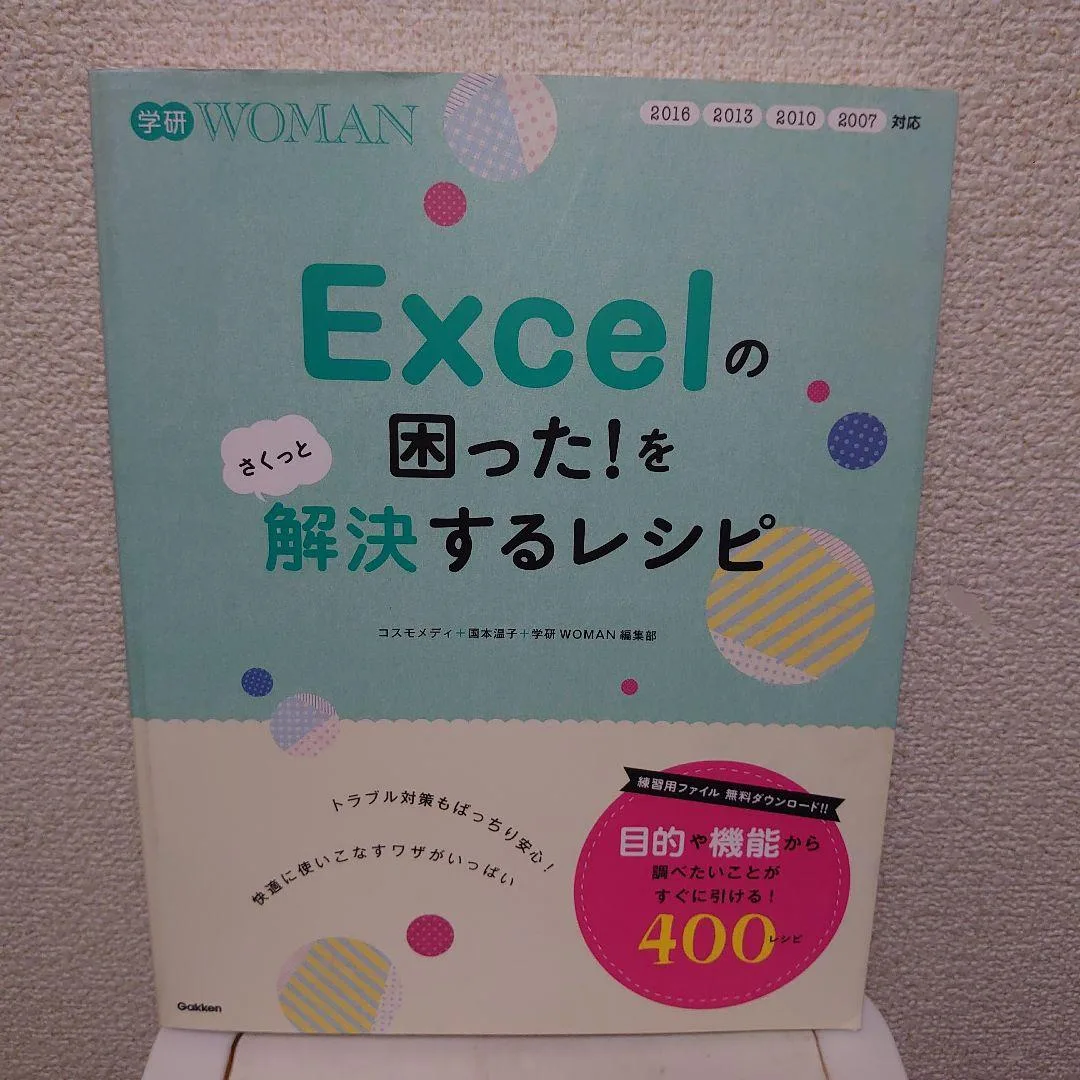 学研 WOMAN
2016 2013 2010 2007 対応
Excelの
困った!を
さくっと
解決するレシピ
コスモメディ+国本温子+学研WOMAN編集部
トラブル対策もばっちり安心!
快適に使いこなすワザがいっぱい
練習用ファイル 無料ダウンロード!!
目的や機能から
調べたいことが
すぐに引ける!
400レシピ
Gakken